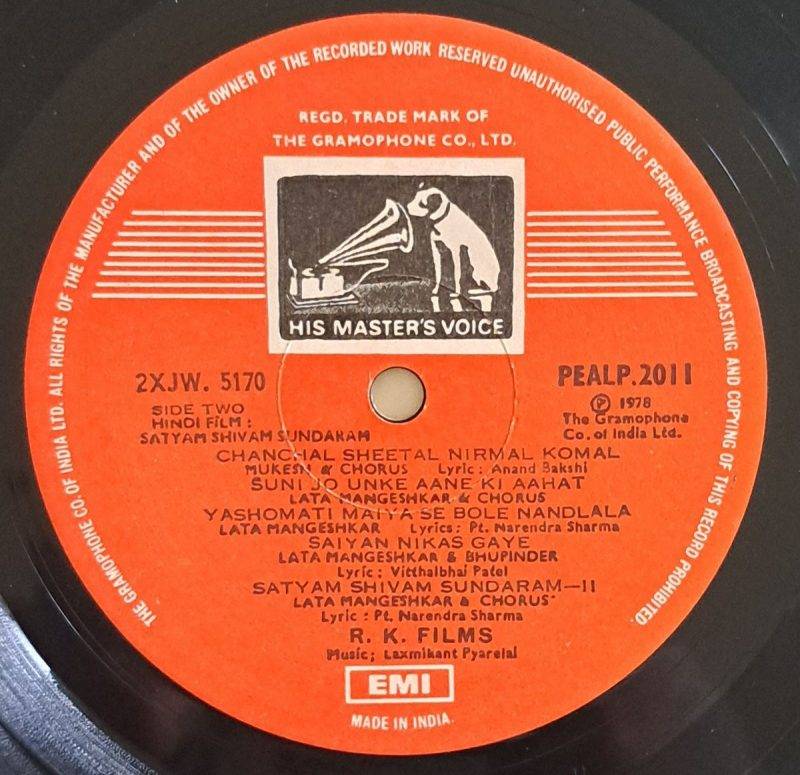 THE GRAMOPHONE CO. OF INDIA LTD. ALL RIGHTS OF THE MANUFACTURER AND OF THE OWNER OF THE RECORDED WORK RESERVED UNAUTHORISED PUBLIC PERFORMANCE BROADCASTING AND COPYING OF THIS RECORD PROHIBITED.
REGD. TRADE MARK OF
THE GRAMOPHONE CO., LTD.
HIS MASTER'S VOICE
2XJW. 5170
PEALP.2011
SIDE TWO
℗ 1978
HINDI FILM :
The Gramophone
SATYAM SHIVAM SUNDARAM
Co. of India Ltd.
CHANCHAL SHEETAL NIRMAL KOMAL
MUKESH & CHORUS Lyric: Anand Bakshi
SUNI JO UNKE AANE KI AAHAT
LATA MANGESHKAR & CHORUS
YASHOMATI MAIYA SE BOLE NANDLALA
LATA MANGESHKAR Lyrics: Pt. Narendra Sharma
SAIYAN NIKAS GAYE
LATA MANGESHKAR & BHUPINDER
Lyric; Vitthalbhai Patel
SATYAM SHIVAM SUNDARAM—II
LATA MANGESHKAR & CHORUS
Lyric : Pt. Narendra Sharma
R. K. FILMS
Music; Laxmikant Pyarelal
EMI
MADE IN INDIA.